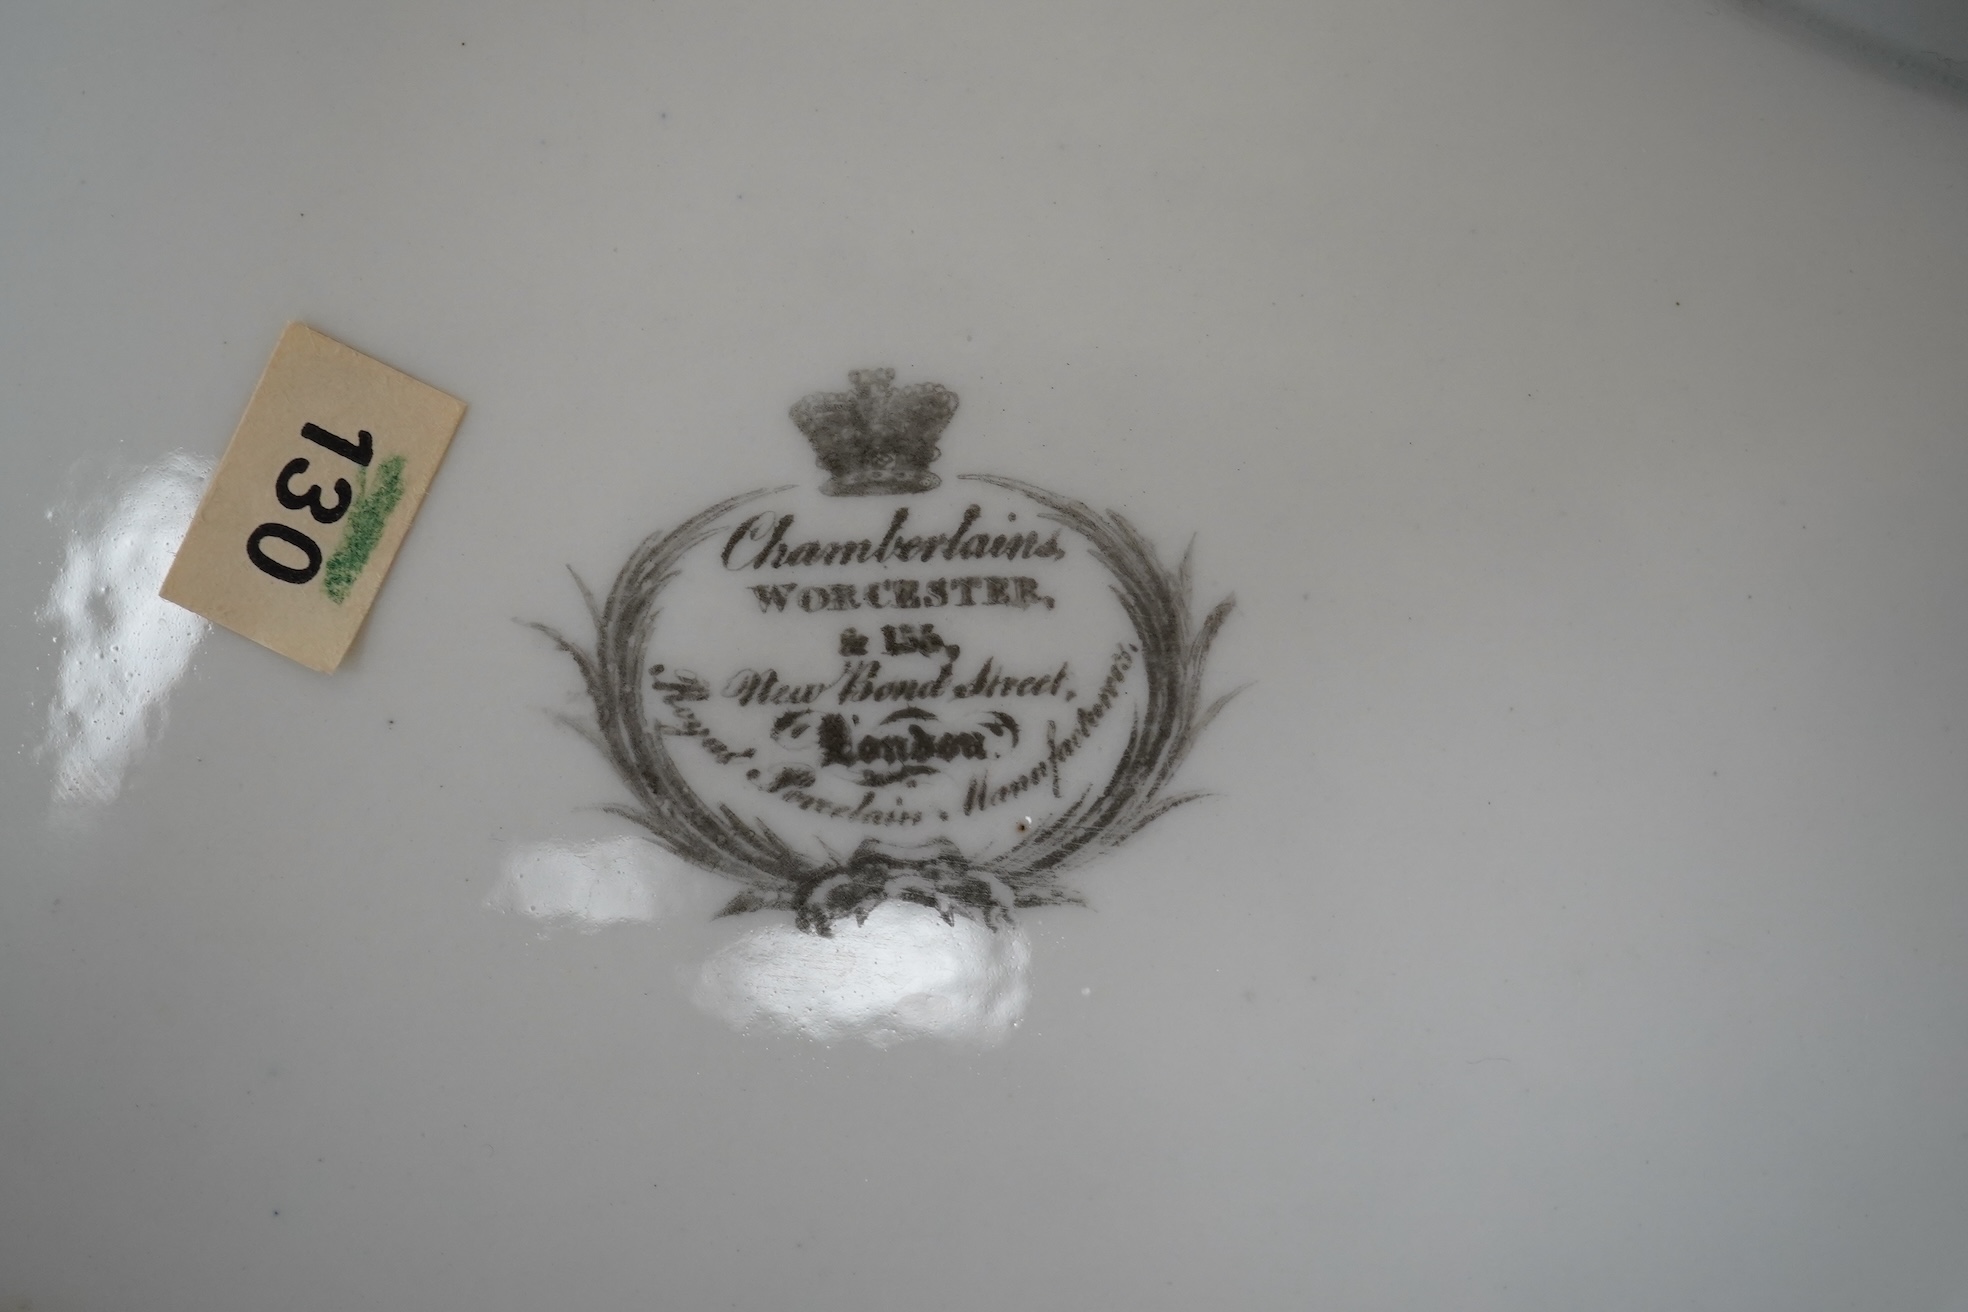 130
Chamberlains,
WORCESTER,
& 155,
New Bond Street,
London.
Royal Porcelain Manufacturers.